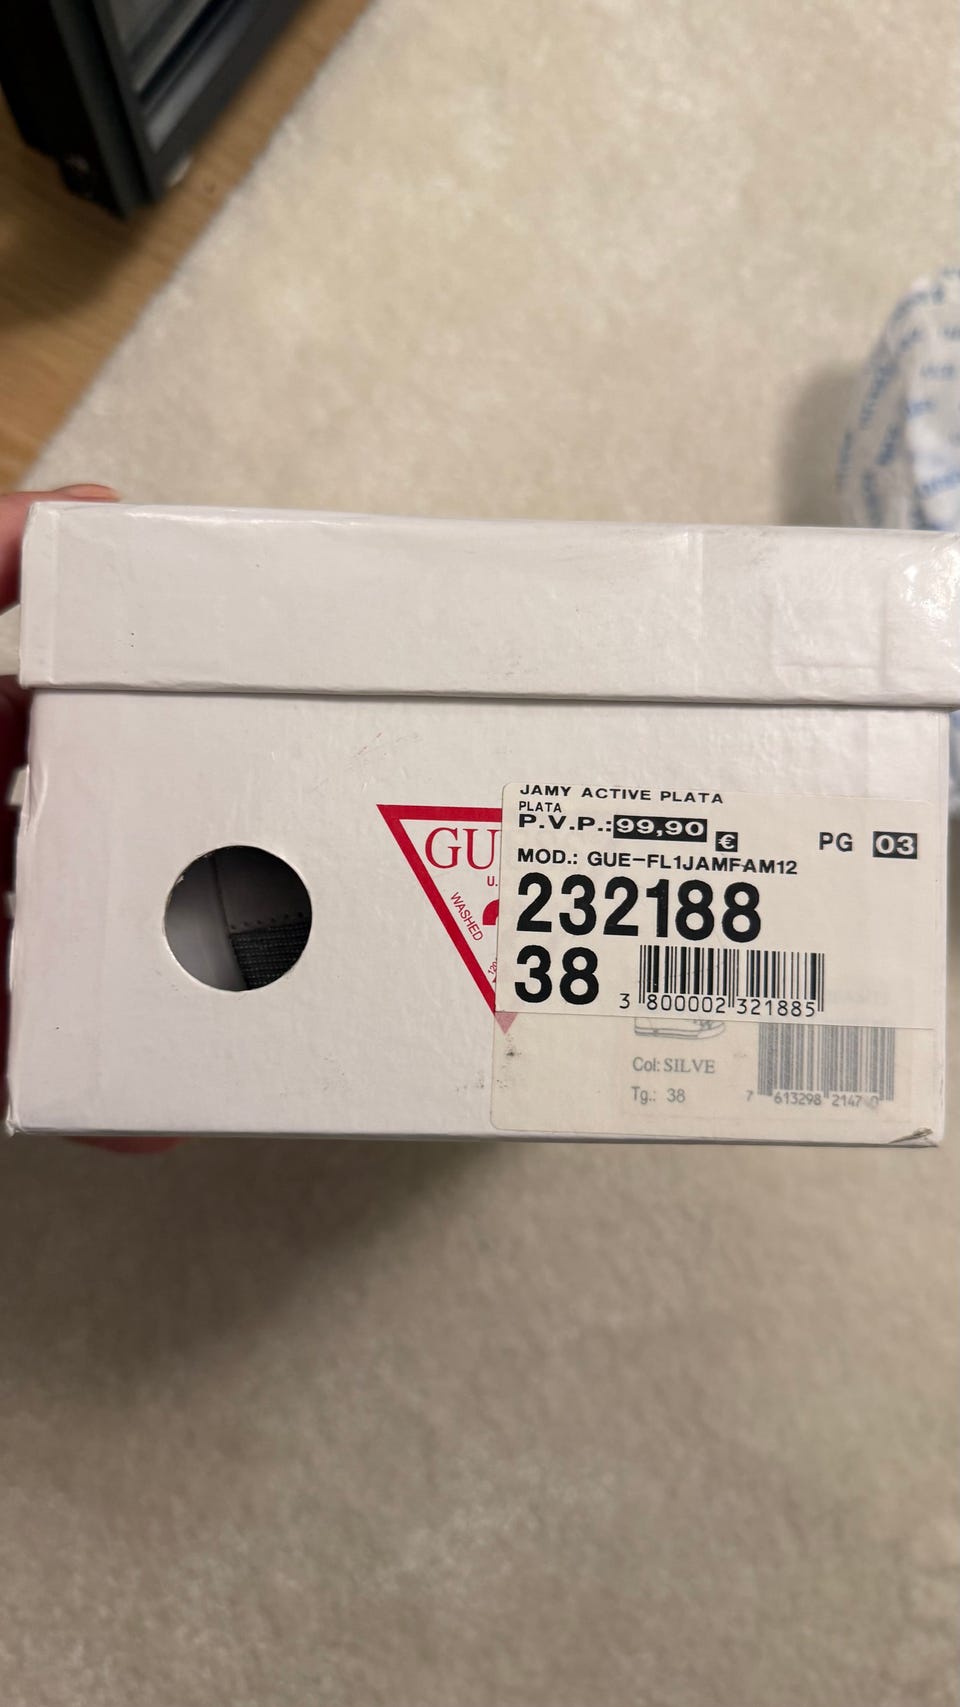 JAMY ACTIVE PLATA
PLATA
P.V.P.: 99,90 €
PG 03
MOD.: GUE-FL1JAMFAM12
232188
38
3 800002 321885
GU
U.
WASHED
Col: SILVE
Tg.: 38
7 613298 2147